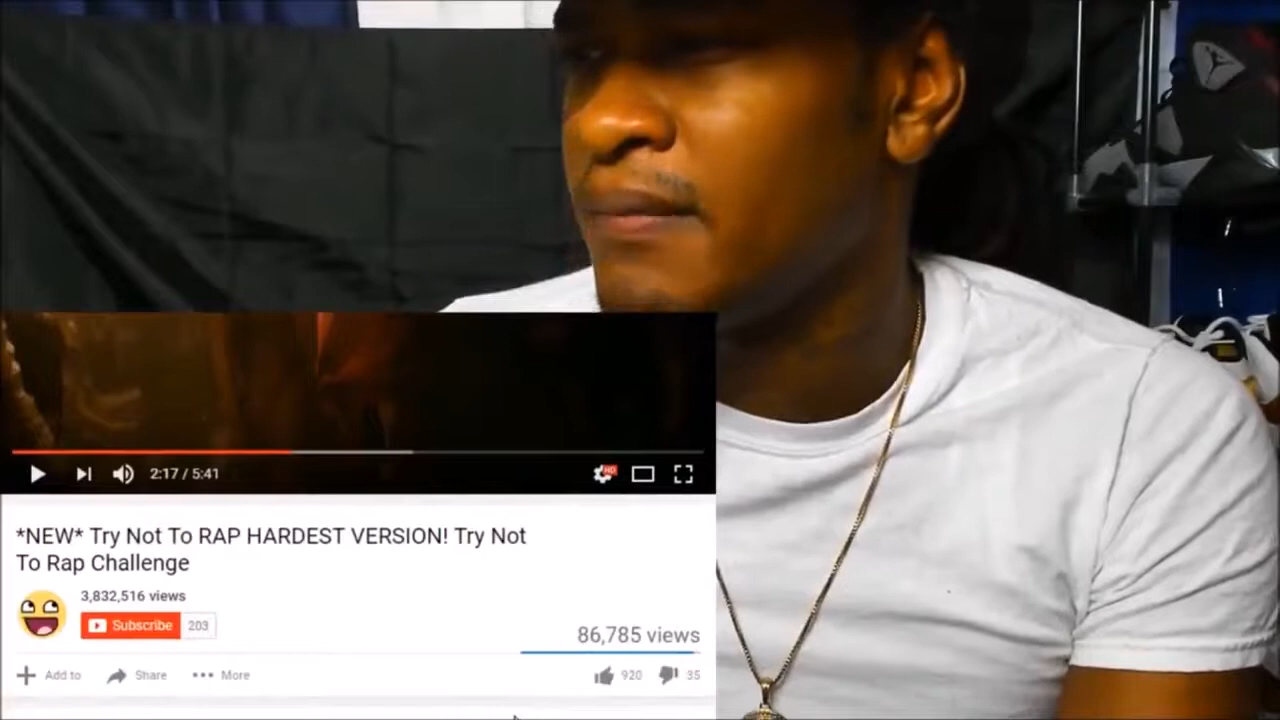 2:17 / 5:41
HD
*NEW* Try Not To RAP HARDEST VERSION! Try Not
To Rap Challenge
3,832,516 views
Subscribe 203
86,785 views
Add to Share More 920 35